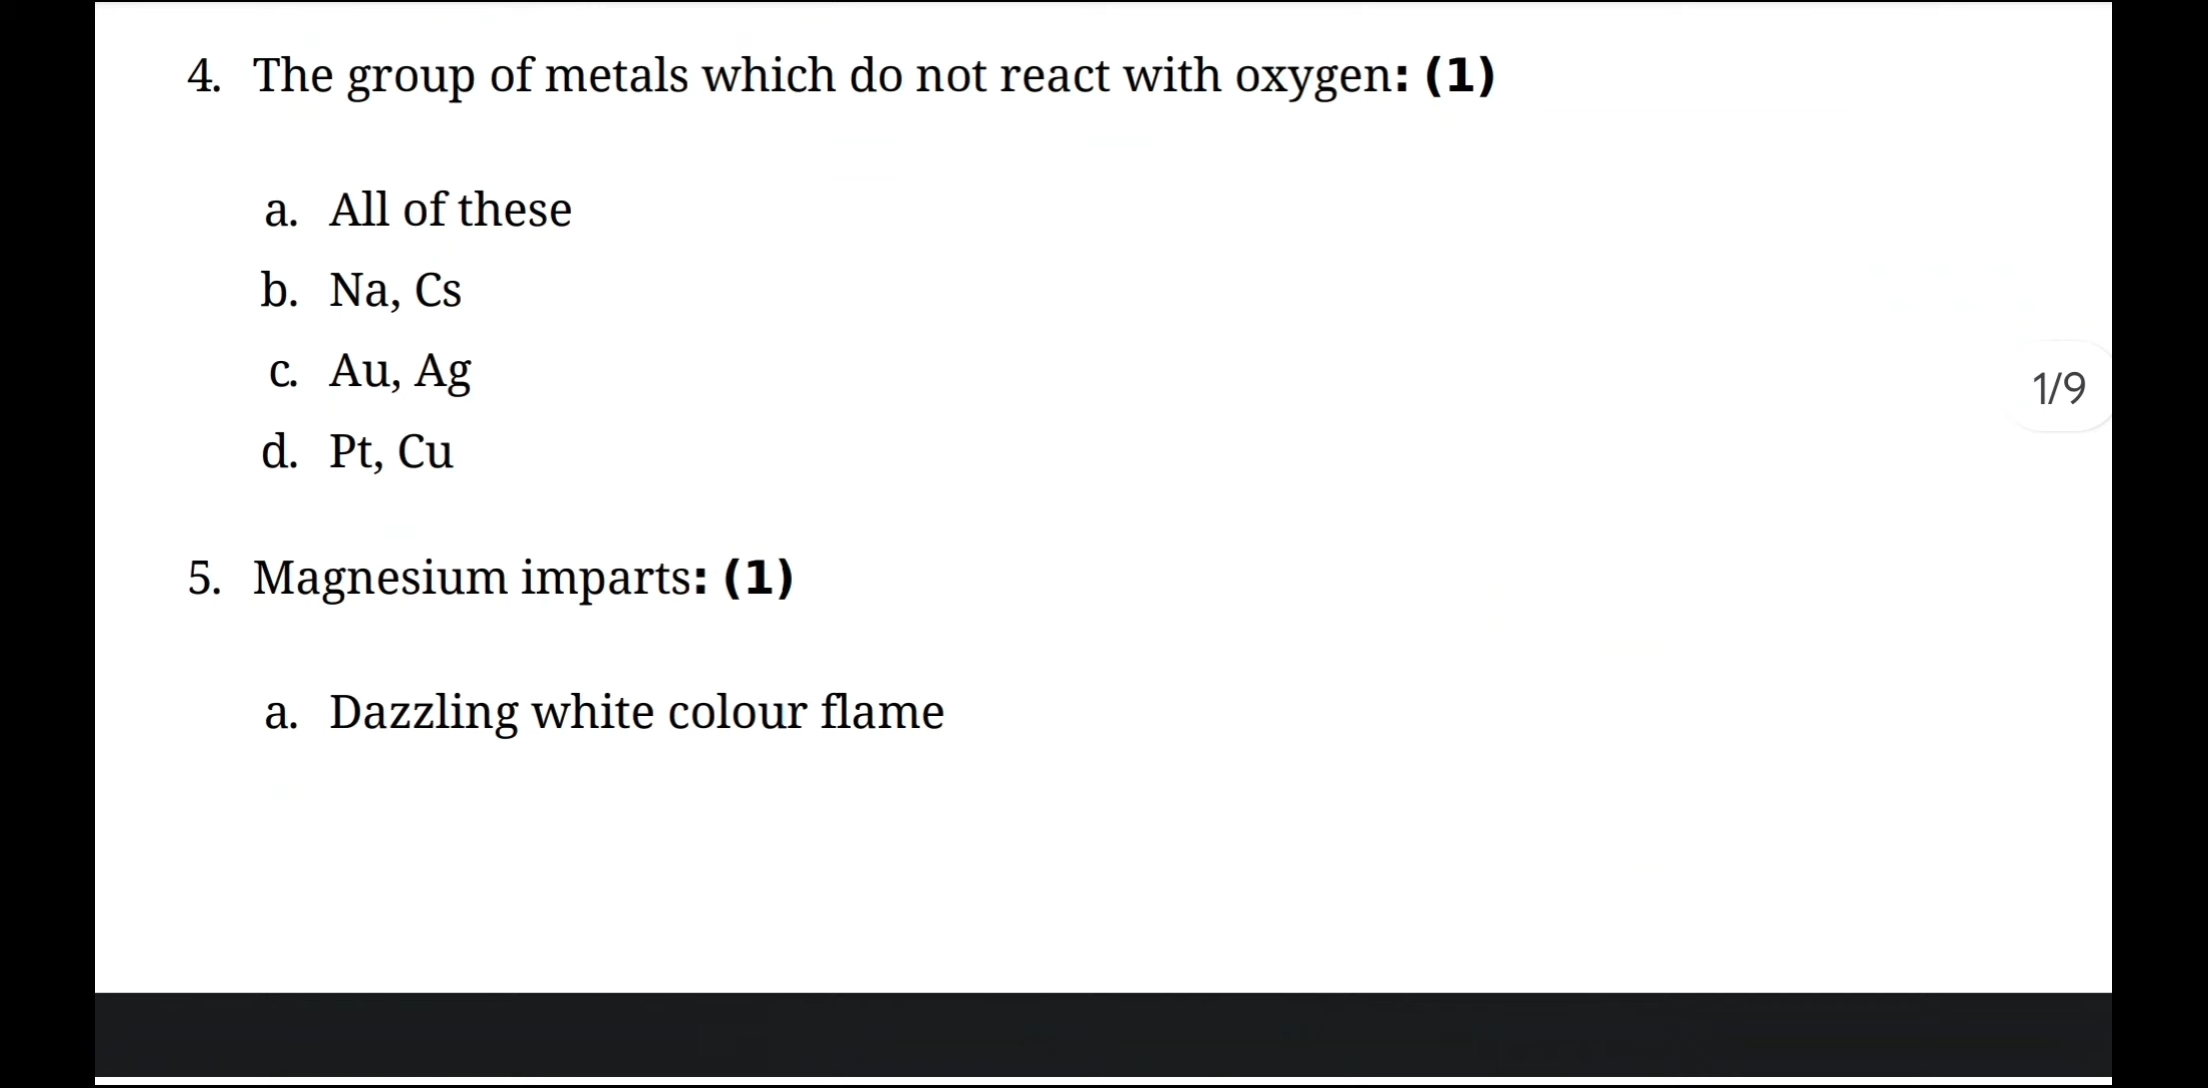 4. The group of metals which do not react with oxygen: (1)
a. All of these
b. Na, Cs
c. Au, Ag
d. Pt, Cu
1/9
5. Magnesium imparts: (1)
a. Dazzling white colour flame